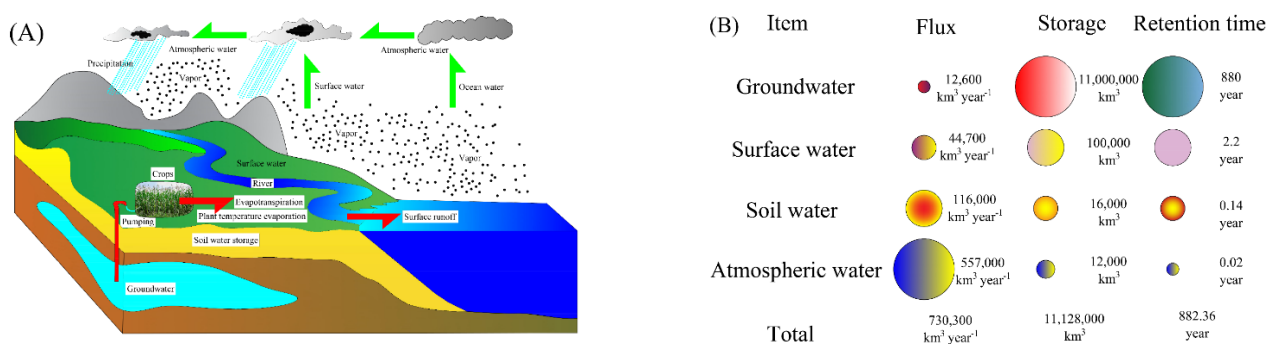 (A)
Atmospheric water
Atmospheric water
Precipitation
Vapor
Surface water
Ocean water
Vapor
Vapor
Surface water
Crops
River
Evapotranspiration
Plant temperature evaporation
Pumping
Surface runoff
Soil water storage
Groundwater
(B) Item Flux Storage Retention time
Groundwater 12,600 km³ year⁻¹ 11,000,000 km³ 880 year
Surface water 44,700 km³ year⁻¹ 100,000 km³ 2.2 year
Soil water 116,000 km³ year⁻¹ 16,000 km³ 0.14 year
Atmospheric water 557,000 km³ year⁻¹ 12,000 km³ 0.02 year
Total 730,300 km³ year⁻¹ 11,128,000 km³ 882.36 year